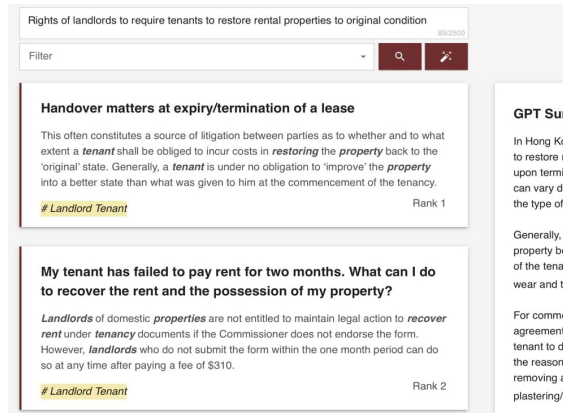 Rights of landlords to require tenants to restore rental properties to original condition
89/2500
Filter
Handover matters at expiry/termination of a lease
This often constitutes a source of litigation between parties as to whether and to what
extent a tenant shall be obliged to incur costs in restoring the property back to the
'original' state. Generally, a tenant is under no obligation to 'improve' the property
into a better state than what was given to him at the commencement of the tenancy.
# Landlord Tenant
Rank 1
My tenant has failed to pay rent for two months. What can I do
to recover the rent and the possession of my property?
Landlords of domestic properties are not entitled to maintain legal action to recover
rent under tenancy documents if the Commissioner does not endorse the form.
However, landlords who do not submit the form within the one month period can do
so at any time after paying a fee of $310.
# Landlord Tenant
Rank 2
GPT Su
In Hong Ko
to restore
upon termi
can vary d
the type of
Generally,
property be
of the tena
wear and t
For comme
agreement
tenant to d
the reason
removing a
plastering/